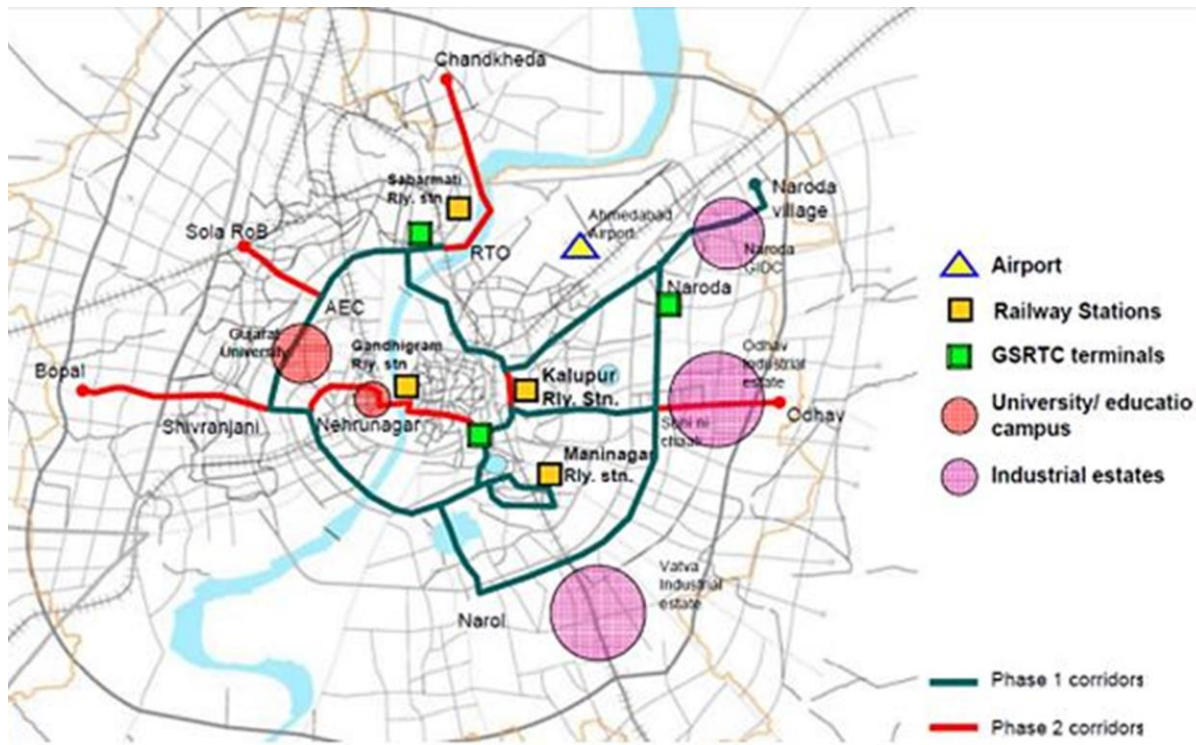 Chandkheda
Sabarmati
Rly. stn
Naroda
village
Ahmedabad
Airport
Sola RoB
RTO
Naroda
GIDC
Naroda
AEC
Gujarat
University
Gandhigram
Rly. stn
Odhav
Industrial
estate
Bopal
Kalupur
Rly. Stn.
Shivranjani
Nehrunagar
Odhav
Maninagar
Rly. stn.
Vatva
Industrial
estate
Narol
Airport
Railway Stations
GSRTC terminals
University/ educatio
campus
Industrial estates
Phase 1 corridors
Phase 2 corridors